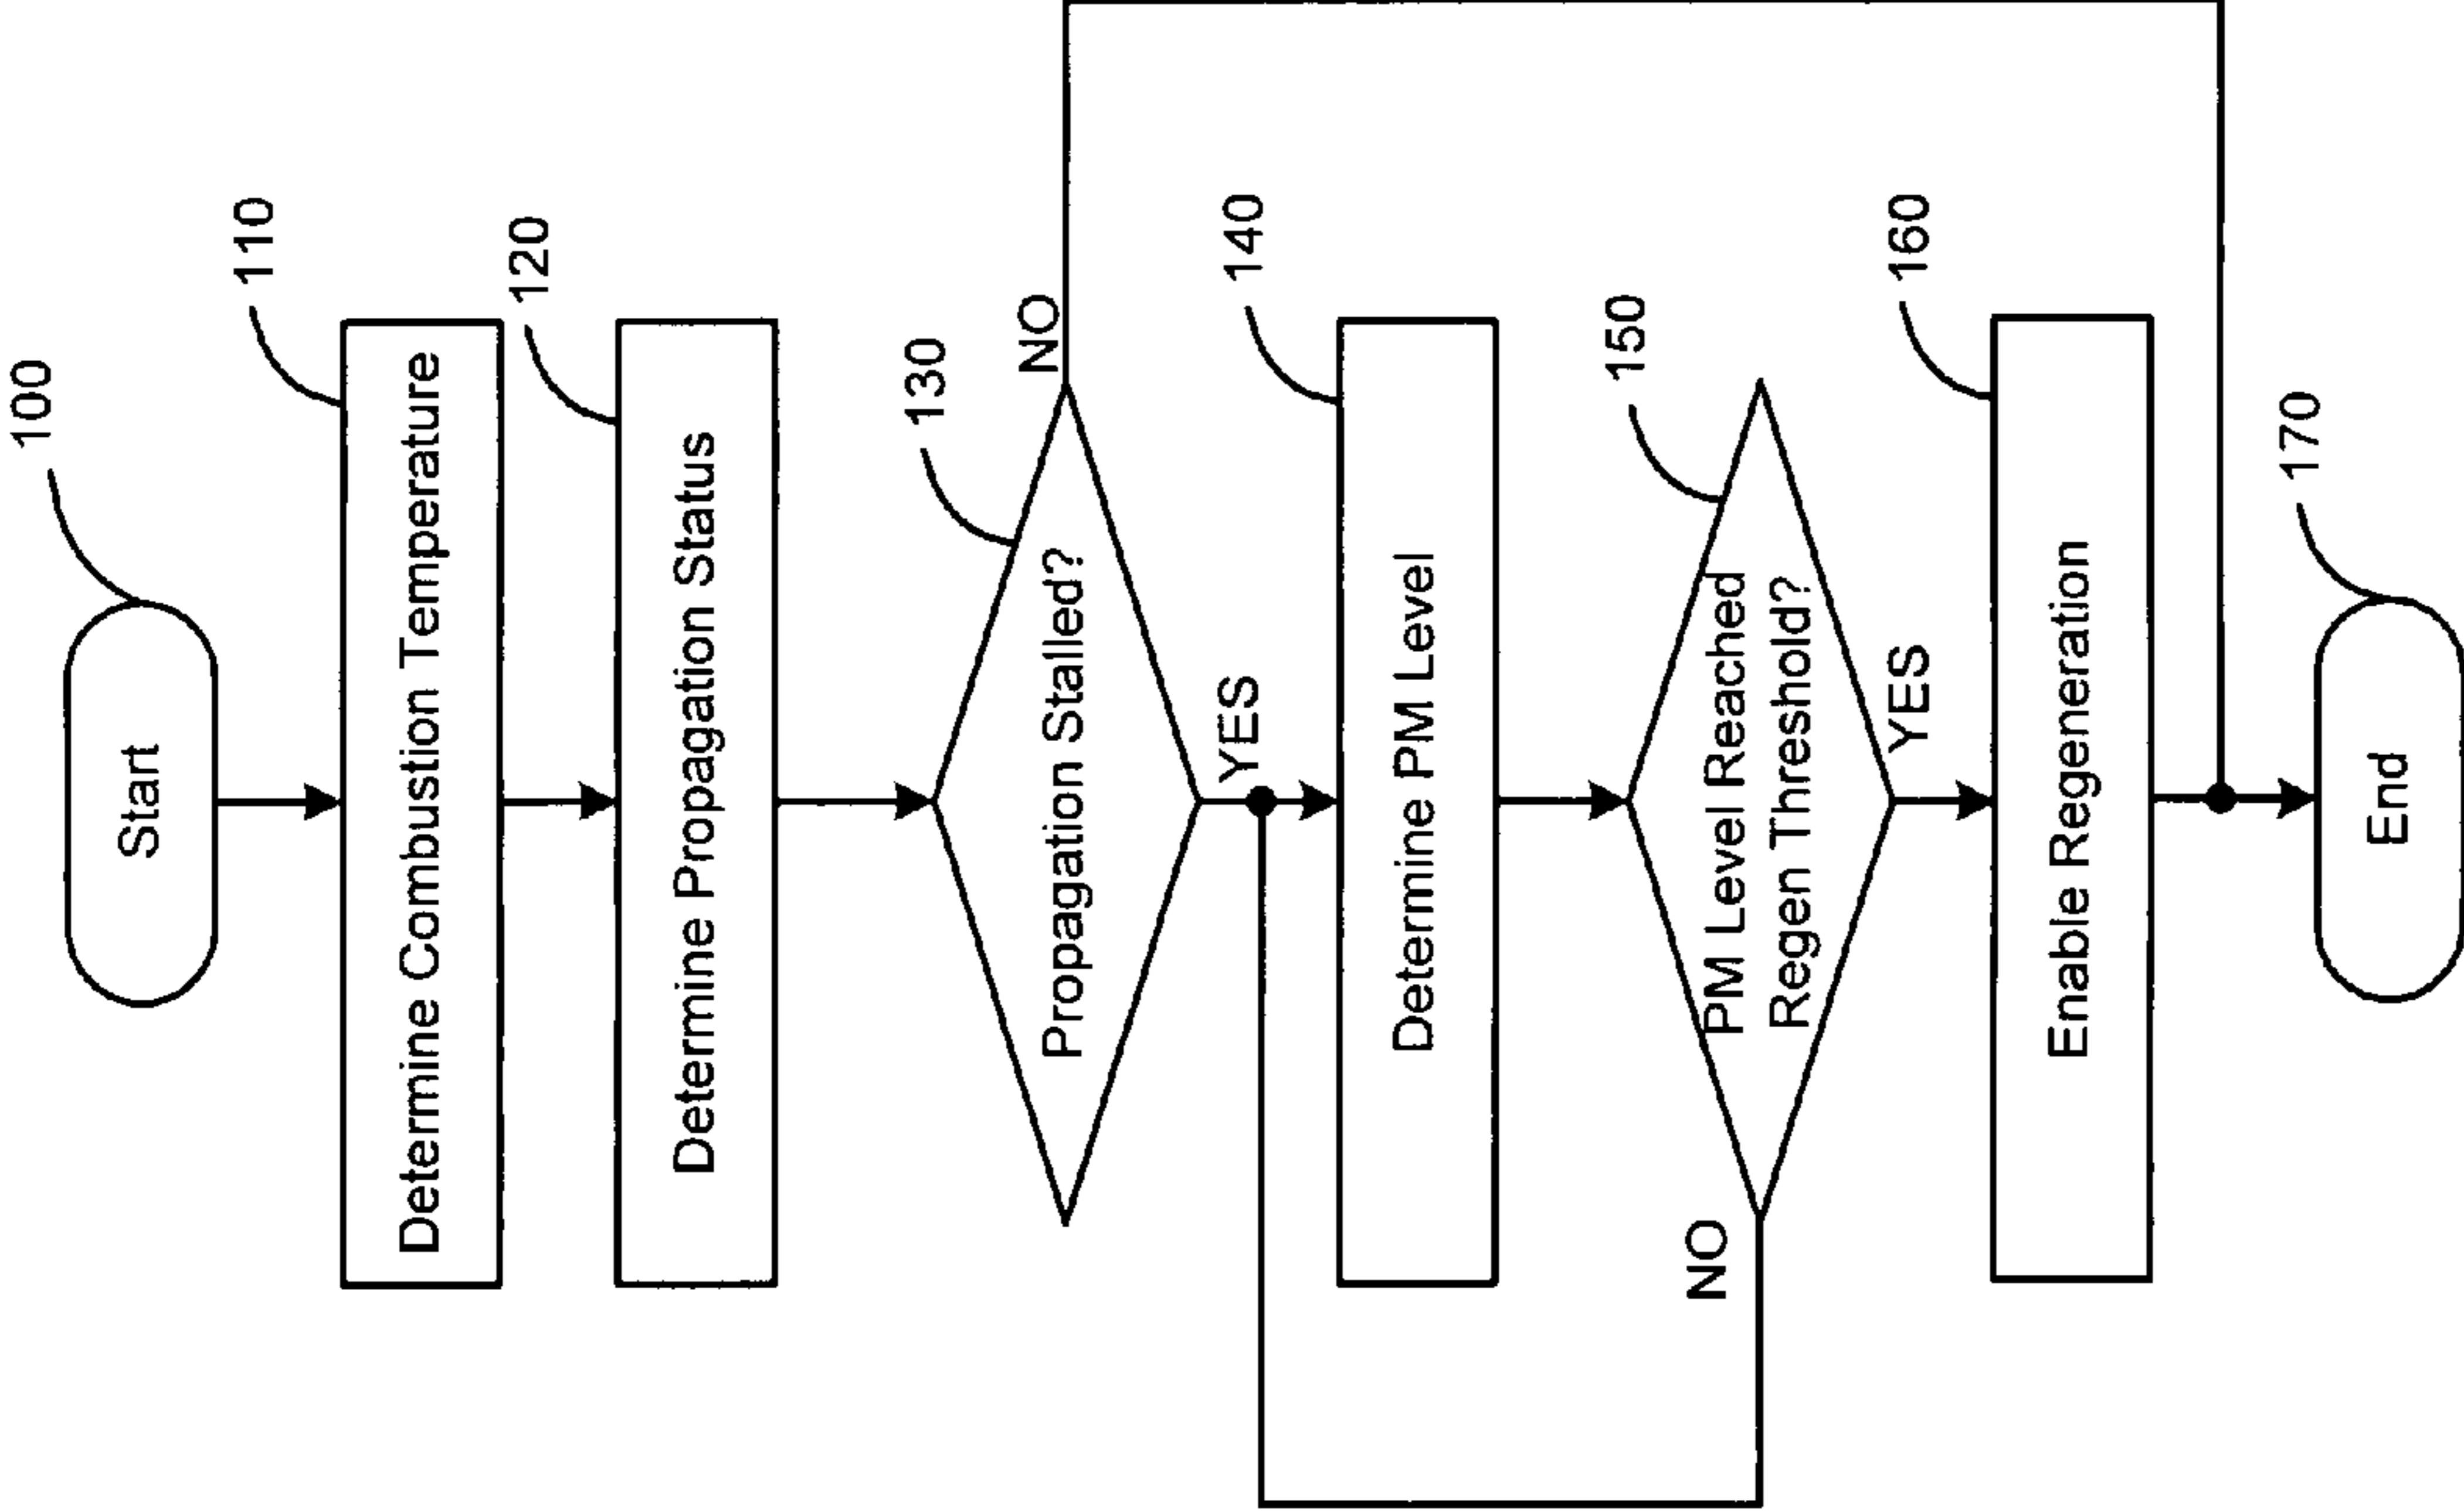 100
Start
110
Determine Combustion Temperature
120
Determine Propagation Status
130
Propagation Stalled?
NO
YES
140
Determine PM Level
150
PM Level Reached
Regen Threshold?
NO
YES
160
Enable Regeneration
170
End